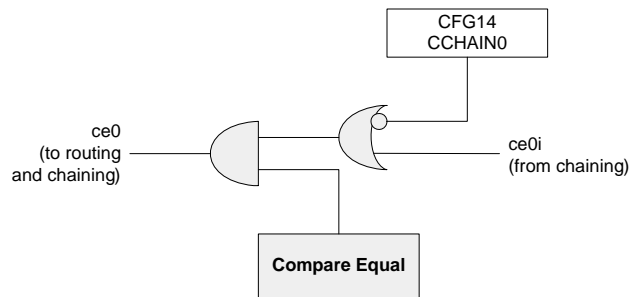 CFG14
CCHAIN0
ce0
(to routing
and chaining)
ce0i
(from chaining)
Compare Equal